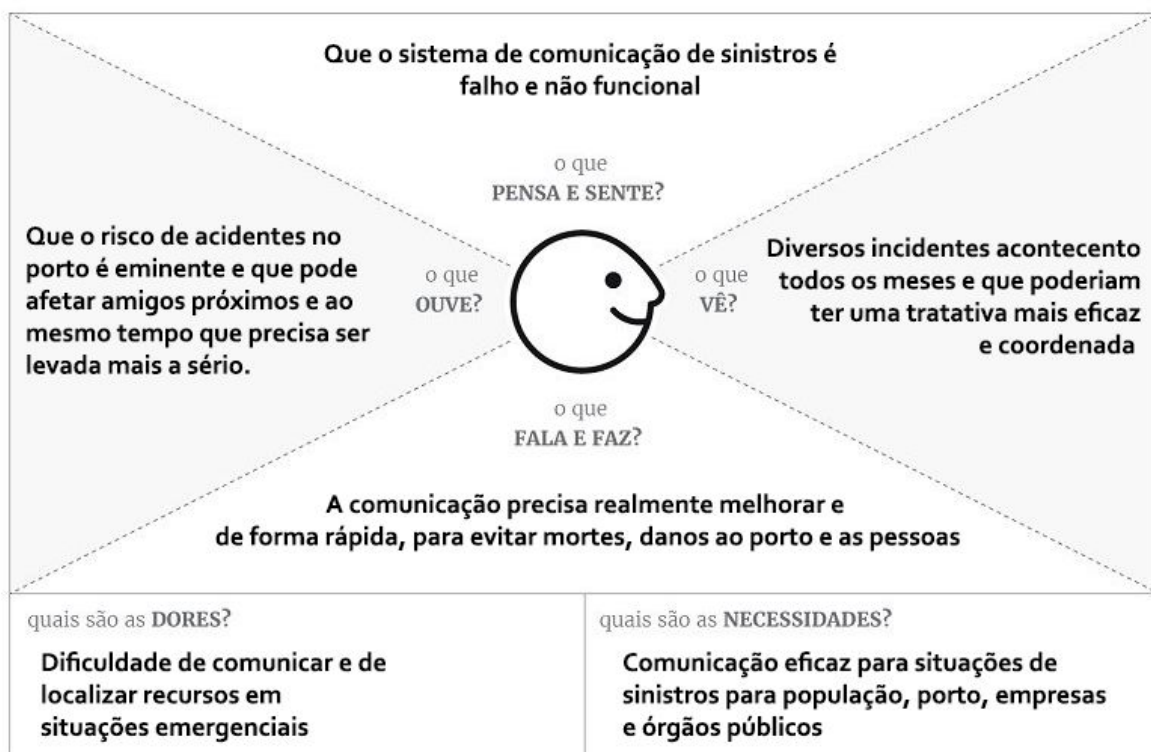 Que o sistema de comunicação de sinistros é
falho e não funcional
o que
PENSA E SENTE?
Que o risco de acidentes no
porto é eminente e que pode
afetar amigos próximos e ao
mesmo tempo que precisa ser
levada mais a sério.
o que
OUVE?
o que
VÊ?
Diversos incidentes acontecento
todos os meses e que poderiam
ter uma tratativa mais eficaz
e coordenada
o que
FALA E FAZ?
A comunicação precisa realmente melhorar e
de forma rápida, para evitar mortes, danos ao porto e as pessoas
quais são as DORES?
Dificuldade de comunicar e de
localizar recursos em
situações emergenciais
quais são as NECESSIDADES?
Comunicação eficaz para situações de
sinistros para população, porto, empresas
e órgãos públicos